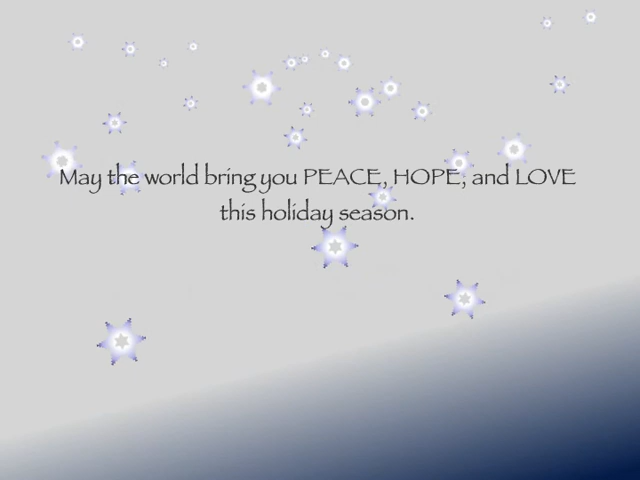 May the world bring you PEACE, HOPE, and LOVE
this holiday season.